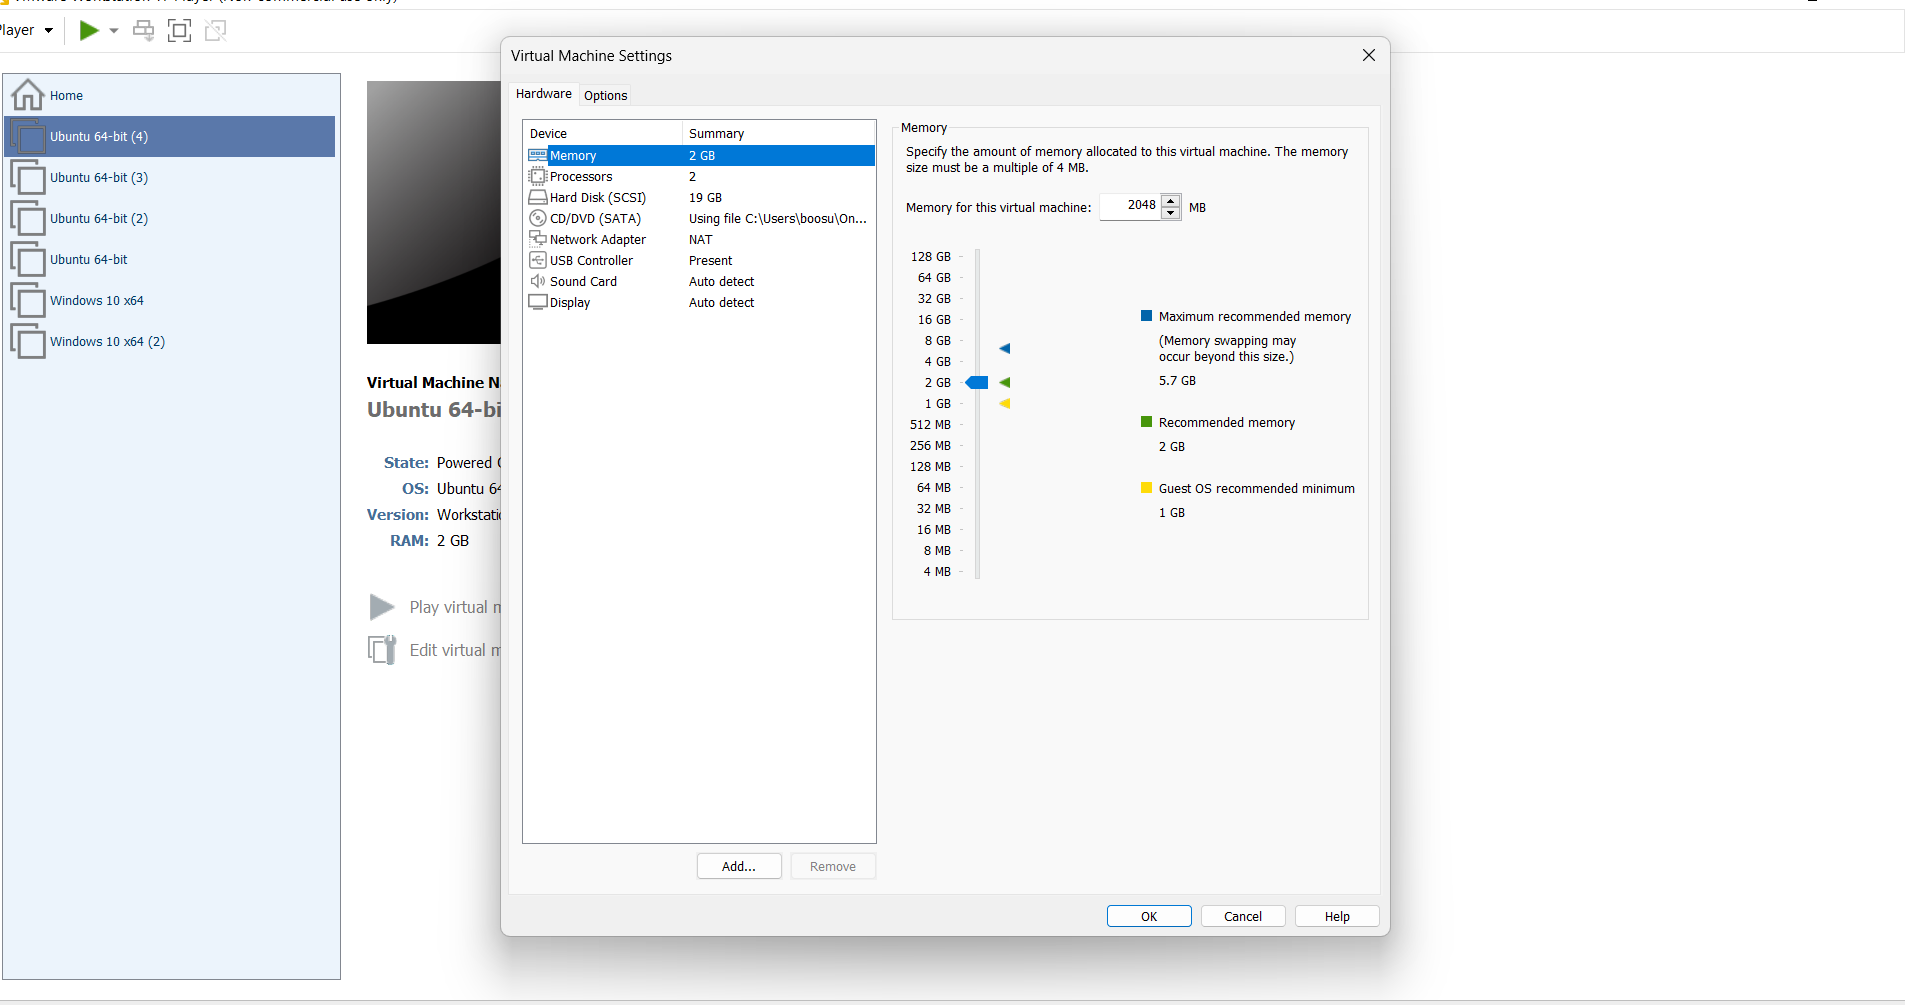 Player
Home
Ubuntu 64-bit (4)
Ubuntu 64-bit (3)
Ubuntu 64-bit (2)
Ubuntu 64-bit
Windows 10 x64
Windows 10 x64 (2)
Virtual Machine N
Ubuntu 64-bi
State: Powered
OS: Ubuntu 64
Version: Workstati
RAM: 2 GB
Play virtual
Edit virtual
Virtual Machine Settings
Hardware
Options
Device Summary
Memory 2 GB
Processors 2
Hard Disk (SCSI) 19 GB
CD/DVD (SATA) Using file C:\Users\boosu\On...
Network Adapter NAT
USB Controller Present
Sound Card Auto detect
Display Auto detect
Add...
Remove
Memory
Specify the amount of memory allocated to this virtual machine. The memory
size must be a multiple of 4 MB.
Memory for this virtual machine: 2048 MB
128 GB
64 GB
32 GB
16 GB
8 GB
4 GB
2 GB
1 GB
512 MB
256 MB
128 MB
64 MB
32 MB
16 MB
8 MB
4 MB
Maximum recommended memory
(Memory swapping may
occur beyond this size.)
5.7 GB
Recommended memory
2 GB
Guest OS recommended minimum
1 GB
OK
Cancel
Help